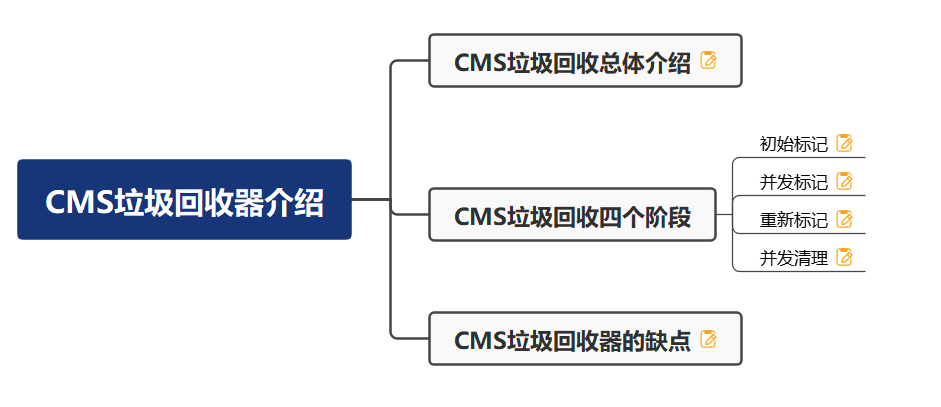 CMS垃圾回收器介绍
CMS垃圾回收总体介绍
CMS垃圾回收四个阶段
初始标记
并发标记
重新标记
并发清理
CMS垃圾回收器的缺点